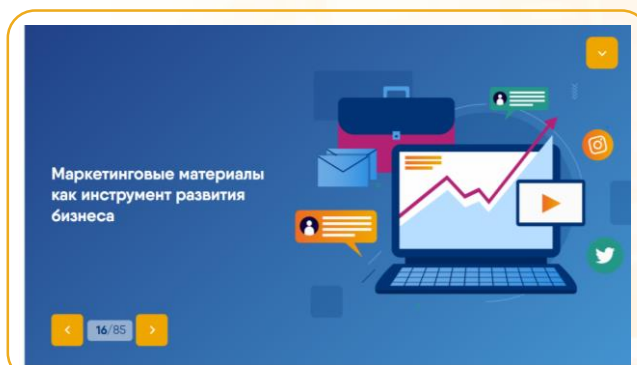 Маркетинговые материалы
как инструмент развития
бизнеса
16/85